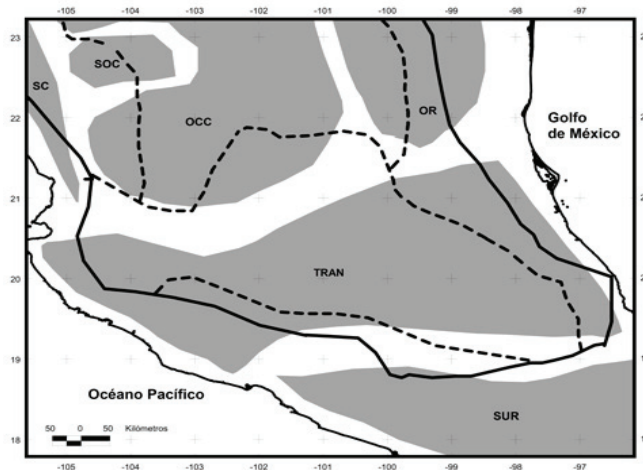 -105 -104 -103 -102 -101 -100 -99 -98 -97
23
22
21
20
19
18
SC
SOC
OCC
OR
Golfo
de México
TRAN
Océano Pacífico
SUR
50 0 50 Kilómetros
-105 -104 -103 -102 -101 -100 -99 -98 -97